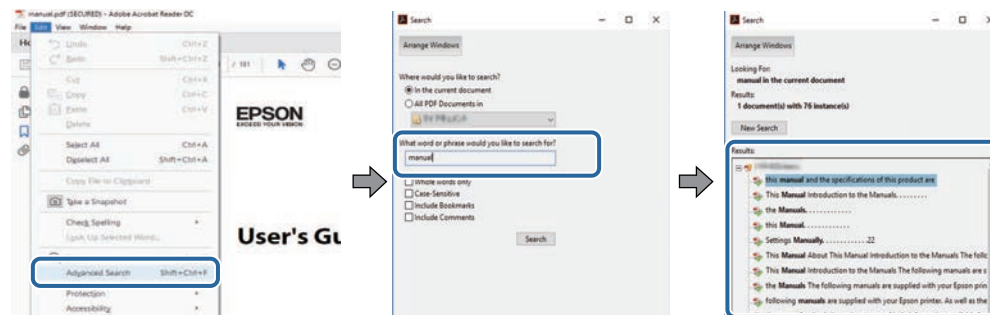 manual.pdf (SECURED) - Adobe Acrobat Reader DC
File Edit View Window Help
Undo Ctrl+Z
Redo Shift+Ctrl+Z
Cut Ctrl+X
Copy Ctrl+C
Paste Ctrl+V
Delete
Select All Ctrl+A
Deselect All Shift+Ctrl+A
Copy File to Clipboard
Take a Snapshot
Check Spelling
Look Up Selected Word...
Advanced Search Shift+Ctrl+F
Protection
Accessibility
/ 181
EPSON
EXCEED YOUR VISION
User's Gu
Search
Arrange Windows
Where would you like to search?
In the current document
All PDF Documents in
What word or phrase would you like to search for?
manual
Whole words only
Case-Sensitive
Include Bookmarks
Include Comments
Search
Search
Arrange Windows
Looking For:
manual in the current document
Results:
1 document(s) with 76 instance(s)
New Search
Results:
this manual and the specifications of this product are
This Manual Introduction to the Manuals. . . . . . . . .
the Manuals. . . . . . . . . . . . .
this Manual. . . . . . . . . . . . .
Settings Manually. . . . . . . . . . . . 22
This Manual About This Manual Introduction to the Manuals The follo
This Manual Introduction to the Manuals The following manuals are s
the Manuals The following manuals are supplied with your Epson prin
following manuals are supplied with your Epson printer. As well as the